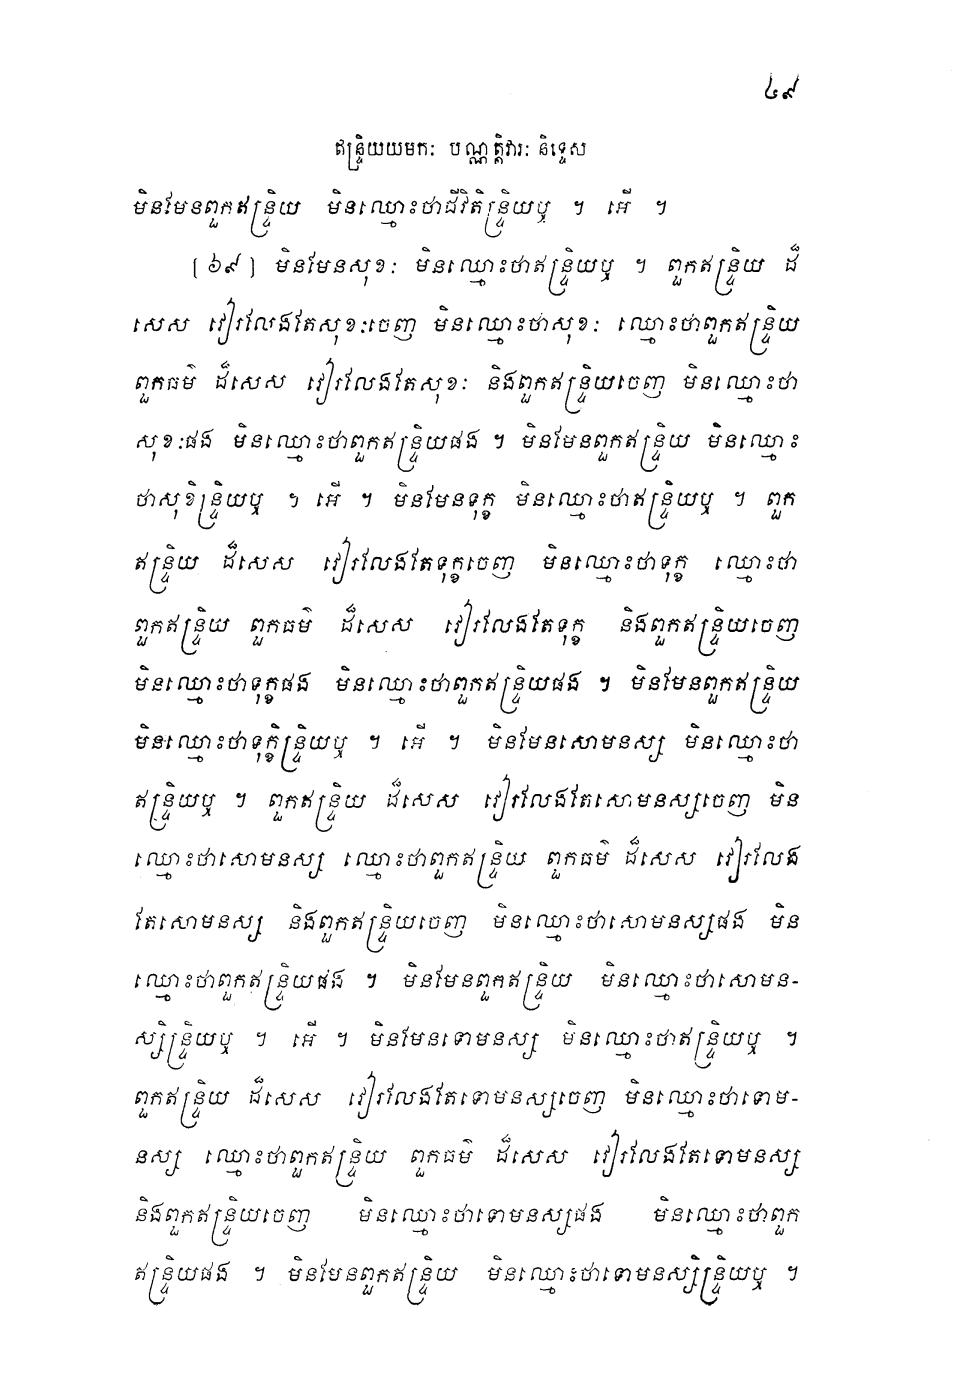 ៤៩
ឥន្ទ្រិយយមកៈ បណ្ណត្តិវារៈ និទ្ទេស
មិនមែនពួកឥន្ទ្រិយ មិនឈ្មោះថាជីវិតិន្ទ្រិយឬ ។ អើ ។
[៦៩] មិនមែនសុខៈ មិនឈ្មោះថាឥន្ទ្រិយឬ ។ ពួកឥន្ទ្រិយ ដ៏
សេស វៀរលែងតែសុខៈចេញ មិនឈ្មោះថាសុខៈ ឈ្មោះថាពួកឥន្ទ្រិយ
ពួកធម៌ ដ៏សេស វៀរលែងតែសុខៈ និងពួកឥន្ទ្រិយចេញ មិនឈ្មោះថា
សុខៈផង មិនឈ្មោះថាពួកឥន្ទ្រិយផង ។ មិនមែនពួកឥន្ទ្រិយ មិនឈ្មោះ
ថាសុខិន្ទ្រិយឬ ។ អើ ។ មិនមែនទុក្ខ មិនឈ្មោះថាឥន្ទ្រិយឬ ។ ពួក
ឥន្ទ្រិយ ដ៏សេស វៀរលែងតែទុក្ខចេញ មិនឈ្មោះថាទុក្ខ ឈ្មោះថា
ពួកឥន្ទ្រិយ ពួកធម៌ ដ៏សេស វៀរលែងតែទុក្ខ និងពួកឥន្ទ្រិយចេញ
មិនឈ្មោះថាទុក្ខផង មិនឈ្មោះថាពួកឥន្ទ្រិយផង ។ មិនមែនពួកឥន្ទ្រិយ
មិនឈ្មោះថាទុក្ខិន្ទ្រិយឬ ។ អើ ។ មិនមែនសោមនស្ស មិនឈ្មោះថា
ឥន្ទ្រិយឬ ។ ពួកឥន្ទ្រិយ ដ៏សេស វៀរលែងតែសោមនស្សចេញ មិន
ឈ្មោះថាសោមនស្ស ឈ្មោះថាពួកឥន្ទ្រិយ ពួកធម៌ ដ៏សេស វៀរលែង
តែសោមនស្ស និងពួកឥន្ទ្រិយចេញ មិនឈ្មោះថាសោមនស្សផង មិន
ឈ្មោះថាពួកឥន្ទ្រិយផង ។ មិនមែនពួកឥន្ទ្រិយ មិនឈ្មោះថាសោមន-
ស្សិន្ទ្រិយឬ ។ អើ ។ មិនមែនទោមនស្ស មិនឈ្មោះថាឥន្ទ្រិយឬ ។
ពួកឥន្ទ្រិយ ដ៏សេស វៀរលែងតែទោមនស្សចេញ មិនឈ្មោះថាទោម-
នស្ស ឈ្មោះថាពួកឥន្ទ្រិយ ពួកធម៌ ដ៏សេស វៀរលែងតែទោមនស្ស
និងពួកឥន្ទ្រិយចេញ មិនឈ្មោះថាទោមនស្សផង មិនឈ្មោះថាពួក
ឥន្ទ្រិយផង ។ មិនមែនពួកឥន្ទ្រិយ មិនឈ្មោះថាទោមនស្សិន្ទ្រិយឬ ។